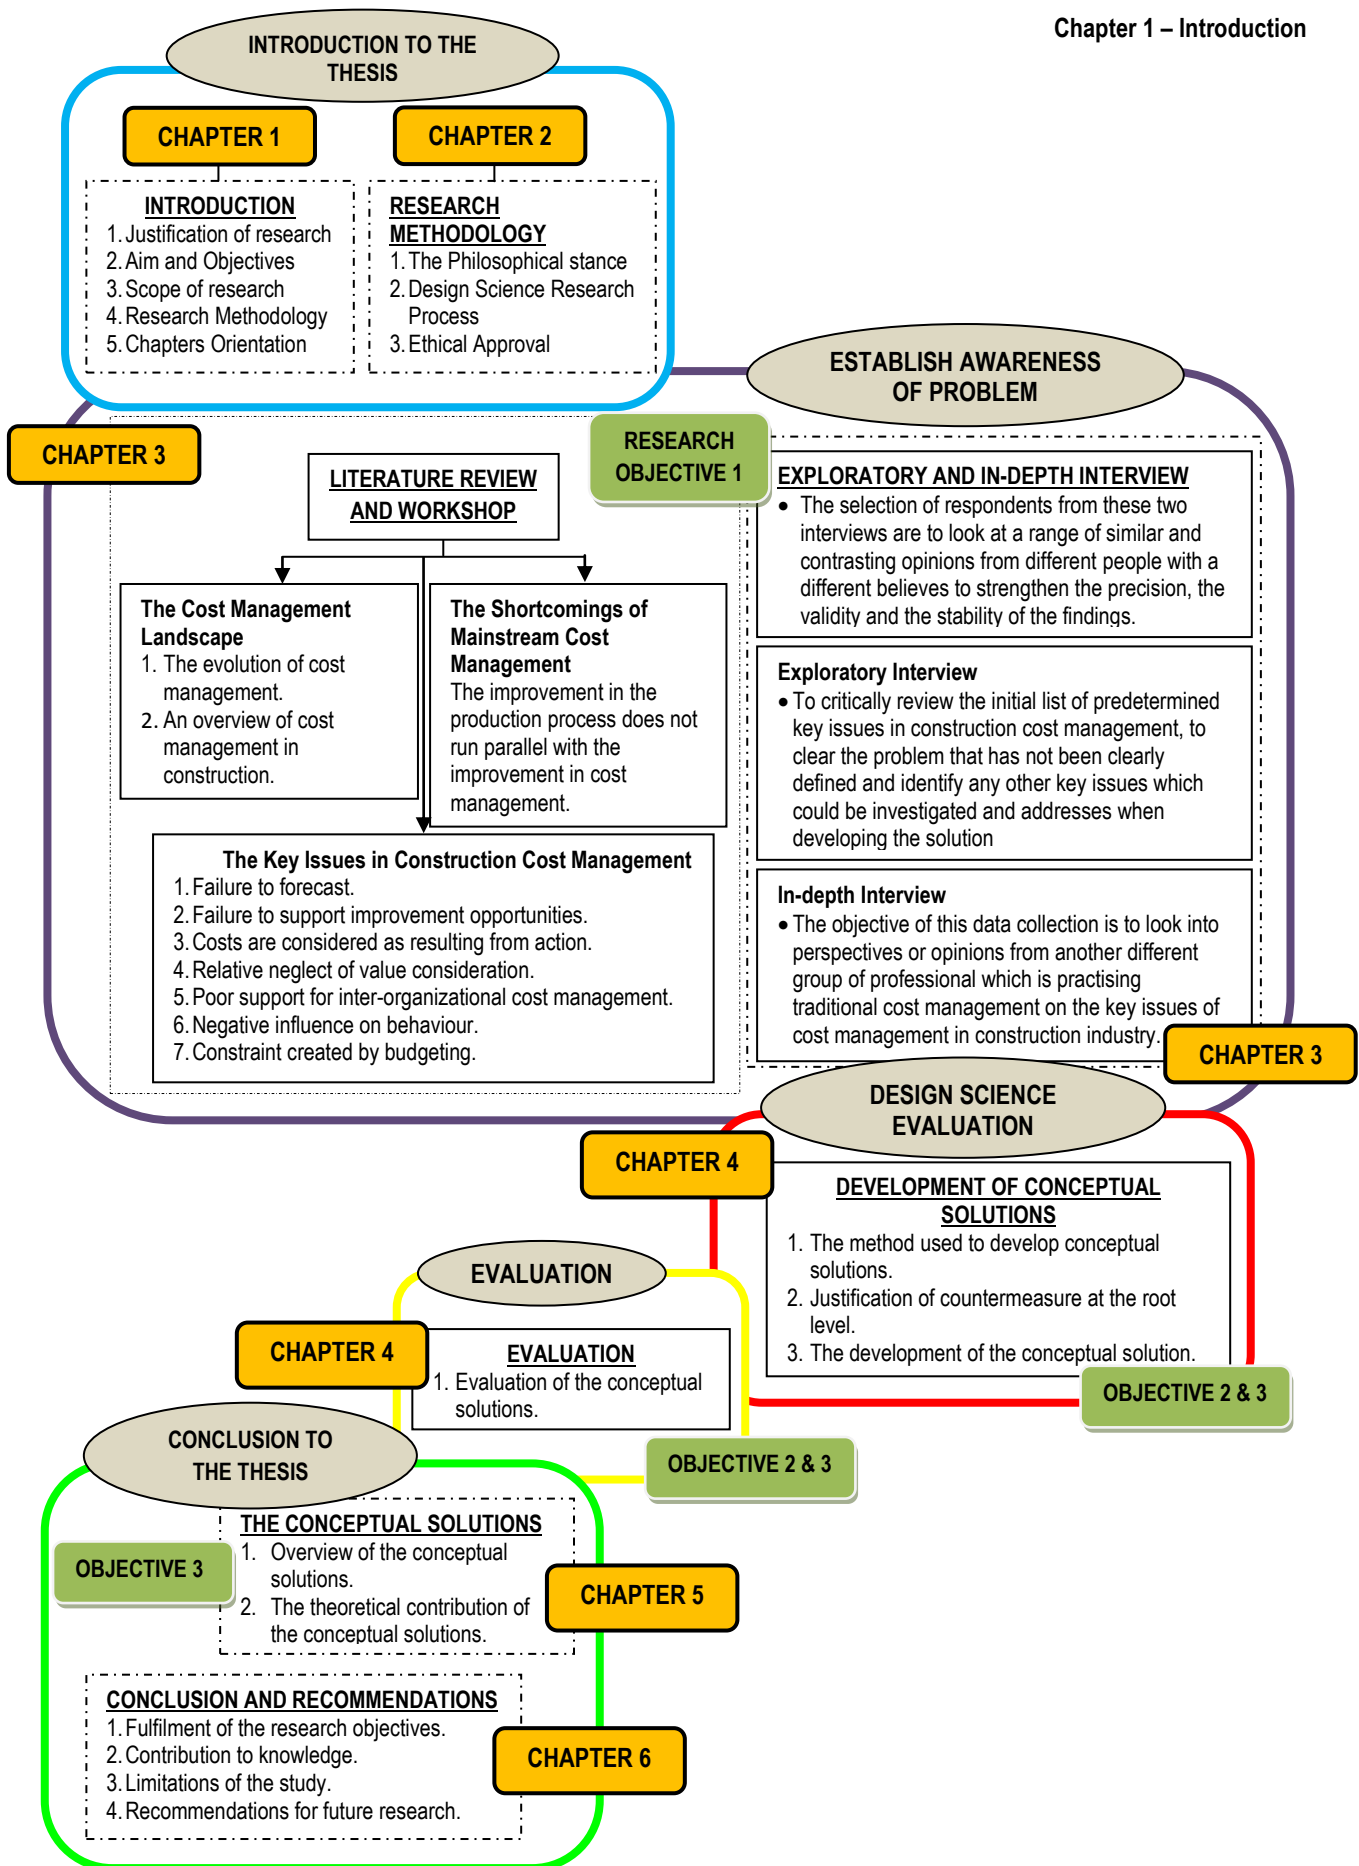 Chapter 1 – Introduction
INTRODUCTION TO THE
THESIS
CHAPTER 1
CHAPTER 2
INTRODUCTION
1. Justification of research
2. Aim and Objectives
3. Scope of research
4. Research Methodology
5. Chapters Orientation
RESEARCH
METHODOLOGY
1. The Philosophical stance
2. Design Science Research
Process
3. Ethical Approval
ESTABLISH AWARENESS
OF PROBLEM
CHAPTER 3
RESEARCH
OBJECTIVE 1
LITERATURE REVIEW
AND WORKSHOP
The Cost Management
Landscape
1. The evolution of cost
management.
2. An overview of cost
management in
construction.
The Shortcomings of
Mainstream Cost
Management
The improvement in the
production process does not
run parallel with the
improvement in cost
management.
The Key Issues in Construction Cost Management
1. Failure to forecast.
2. Failure to support improvement opportunities.
3. Costs are considered as resulting from action.
4. Relative neglect of value consideration.
5. Poor support for inter-organizational cost management.
6. Negative influence on behaviour.
7. Constraint created by budgeting.
EXPLORATORY AND IN-DEPTH INTERVIEW
• The selection of respondents from these two
interviews are to look at a range of similar and
contrasting opinions from different people with a
different believes to strengthen the precision, the
validity and the stability of the findings.
Exploratory Interview
• To critically review the initial list of predetermined
key issues in construction cost management, to
clear the problem that has not been clearly
defined and identify any other key issues which
could be investigated and addresses when
developing the solution
In-depth Interview
• The objective of this data collection is to look into
perspectives or opinions from another different
group of professional which is practising
traditional cost management on the key issues of
cost management in construction industry.
CHAPTER 3
DESIGN SCIENCE
EVALUATION
CHAPTER 4
DEVELOPMENT OF CONCEPTUAL
SOLUTIONS
1. The method used to develop conceptual
solutions.
2. Justification of countermeasure at the root
level.
3. The development of the conceptual solution.
OBJECTIVE 2 & 3
EVALUATION
CHAPTER 4
EVALUATION
1. Evaluation of the conceptual
solutions.
OBJECTIVE 2 & 3
CONCLUSION TO
THE THESIS
THE CONCEPTUAL SOLUTIONS
1. Overview of the conceptual
solutions.
2. The theoretical contribution of
the conceptual solutions.
OBJECTIVE 3
CHAPTER 5
CONCLUSION AND RECOMMENDATIONS
1. Fulfilment of the research objectives.
2. Contribution to knowledge.
3. Limitations of the study.
4. Recommendations for future research.
CHAPTER 6